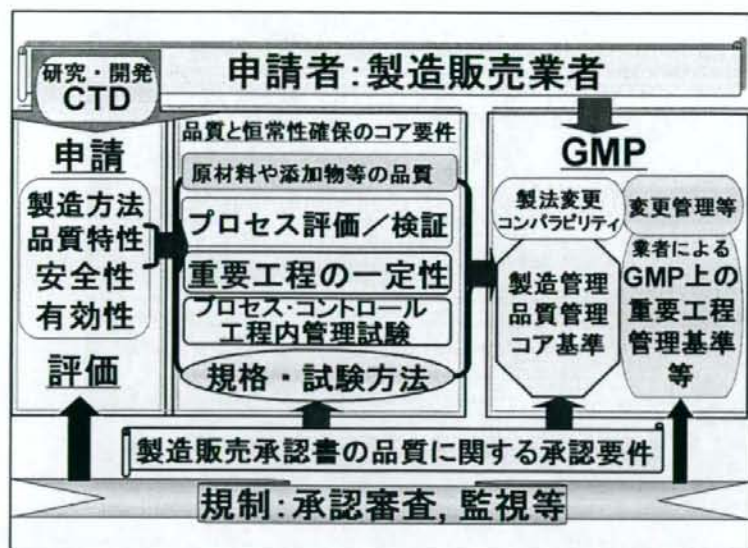 申請者：製造販売業者
研究・開発
CTD
申請
製造方法
品質特性
安全性
有効性
評価
品質と恒常性確保のコア要件
原材料や添加物等の品質
プロセス評価／検証
重要工程の一定性
プロセス・コントロール
工程内管理試験
規格・試験方法
GMP
製法変更
コンパラビリティ
製造管理
品質管理
コア基準
変更管理等
業者による
GMP上の
重要工程
管理基準
等
製造販売承認書の品質に関する承認要件
規制：承認審査，監視等